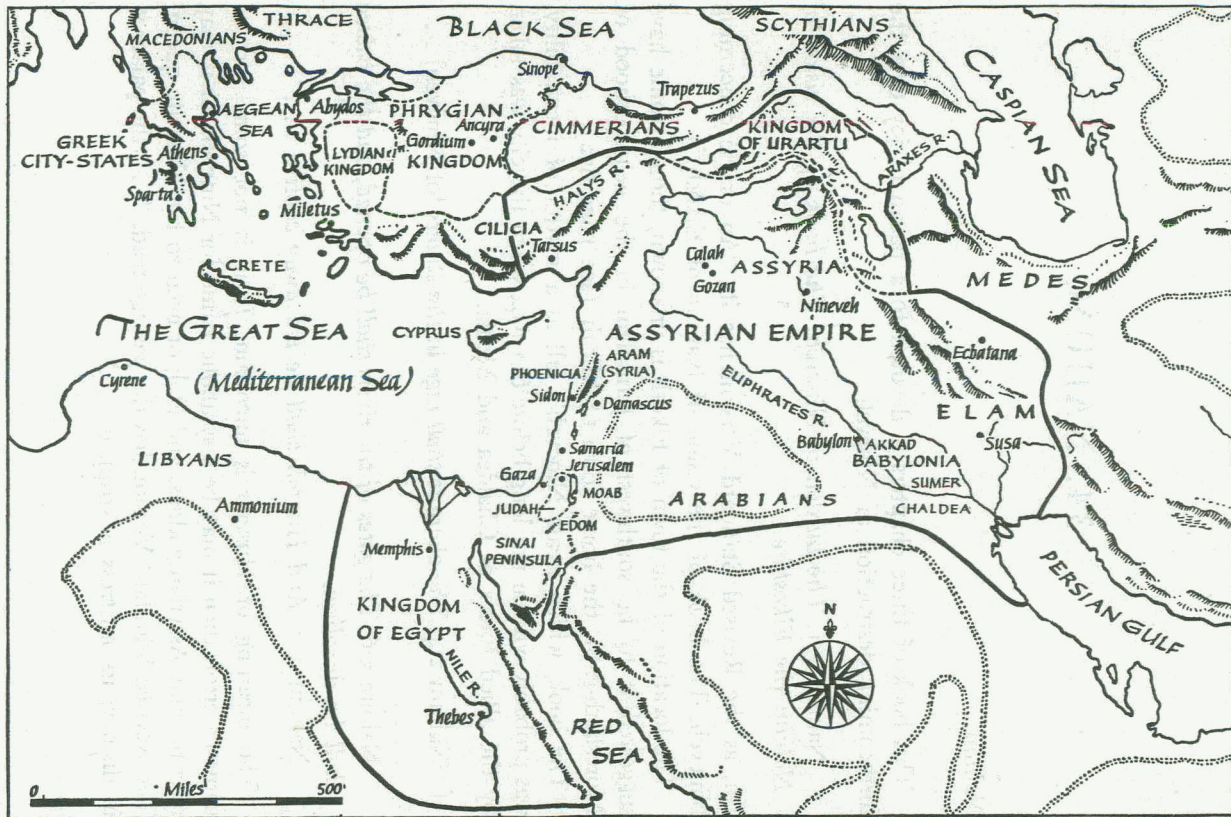 THRACE
BLACK SEA
SCYTHIANS
MACEDONIANS
Sinope
CASPIAN SEA
Trapezus
AEGEAN
SEA
Abydos
PHRYGIAN
KINGDOM
Ancyra
Gordium
CIMMERIANS
KINGDOM
OF URARTU
ARAXES R.
GREEK
CITY-STATES
Athens
LYDIAN
KINGDOM
Sparta
Miletus
HALYS R.
CILICIA
Tarsus
Calah
Gozan
ASSYRIA
Nineveh
MEDES
CRETE
THE GREAT SEA
(Mediterranean Sea)
CYPRUS
ASSYRIAN EMPIRE
Ecbatana
Cyrene
PHOENICIA
ARAM
(SYRIA)
Sidon
Damascus
EUPHRATES R.
ELAM
Babylon
AKKAD
BABYLONIA
SUMER
Susa
CHALDEA
Samaria
Jerusalem
Gaza
MOAB
JUDAH
EDOM
ARABIANS
LIBYANS
Ammonium
Memphis
SINAI
PENINSULA
KINGDOM
OF EGYPT
NILE R.
Thebes
RED
SEA
PERSIAN GULF
N
0 Miles 500